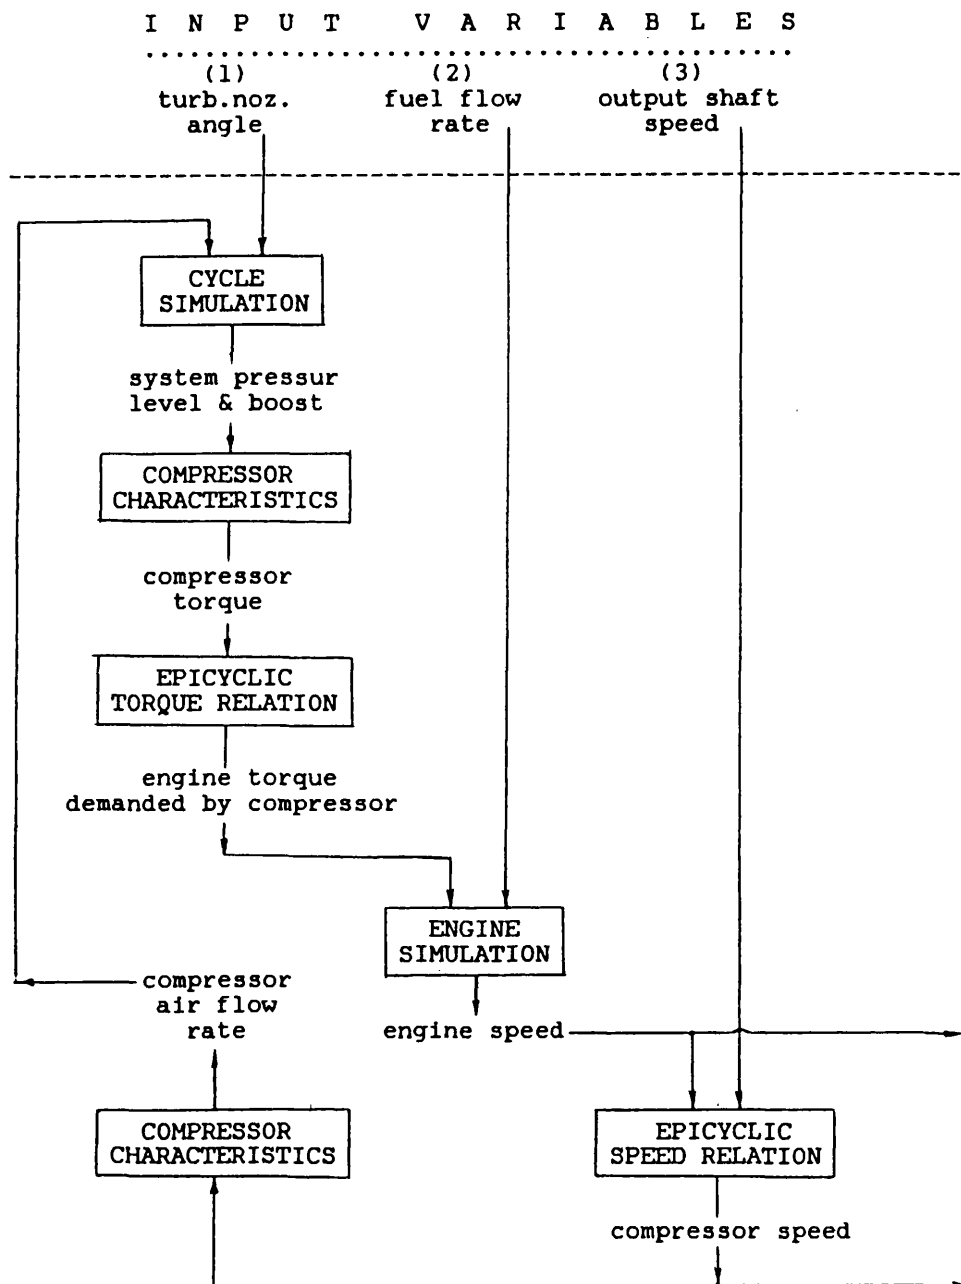 INPUT VARIABLES
(1) (2) (3)
turb.noz. fuel flow output shaft
angle rate speed
CYCLE
SIMULATION
system pressur
level & boost
COMPRESSOR
CHARACTERISTICS
compressor
torque
EPICYCLIC
TORQUE RELATION
engine torque
demanded by compressor
ENGINE
SIMULATION
compressor
air flow
rate
engine speed
COMPRESSOR
CHARACTERISTICS
EPICYCLIC
SPEED RELATION
compressor speed